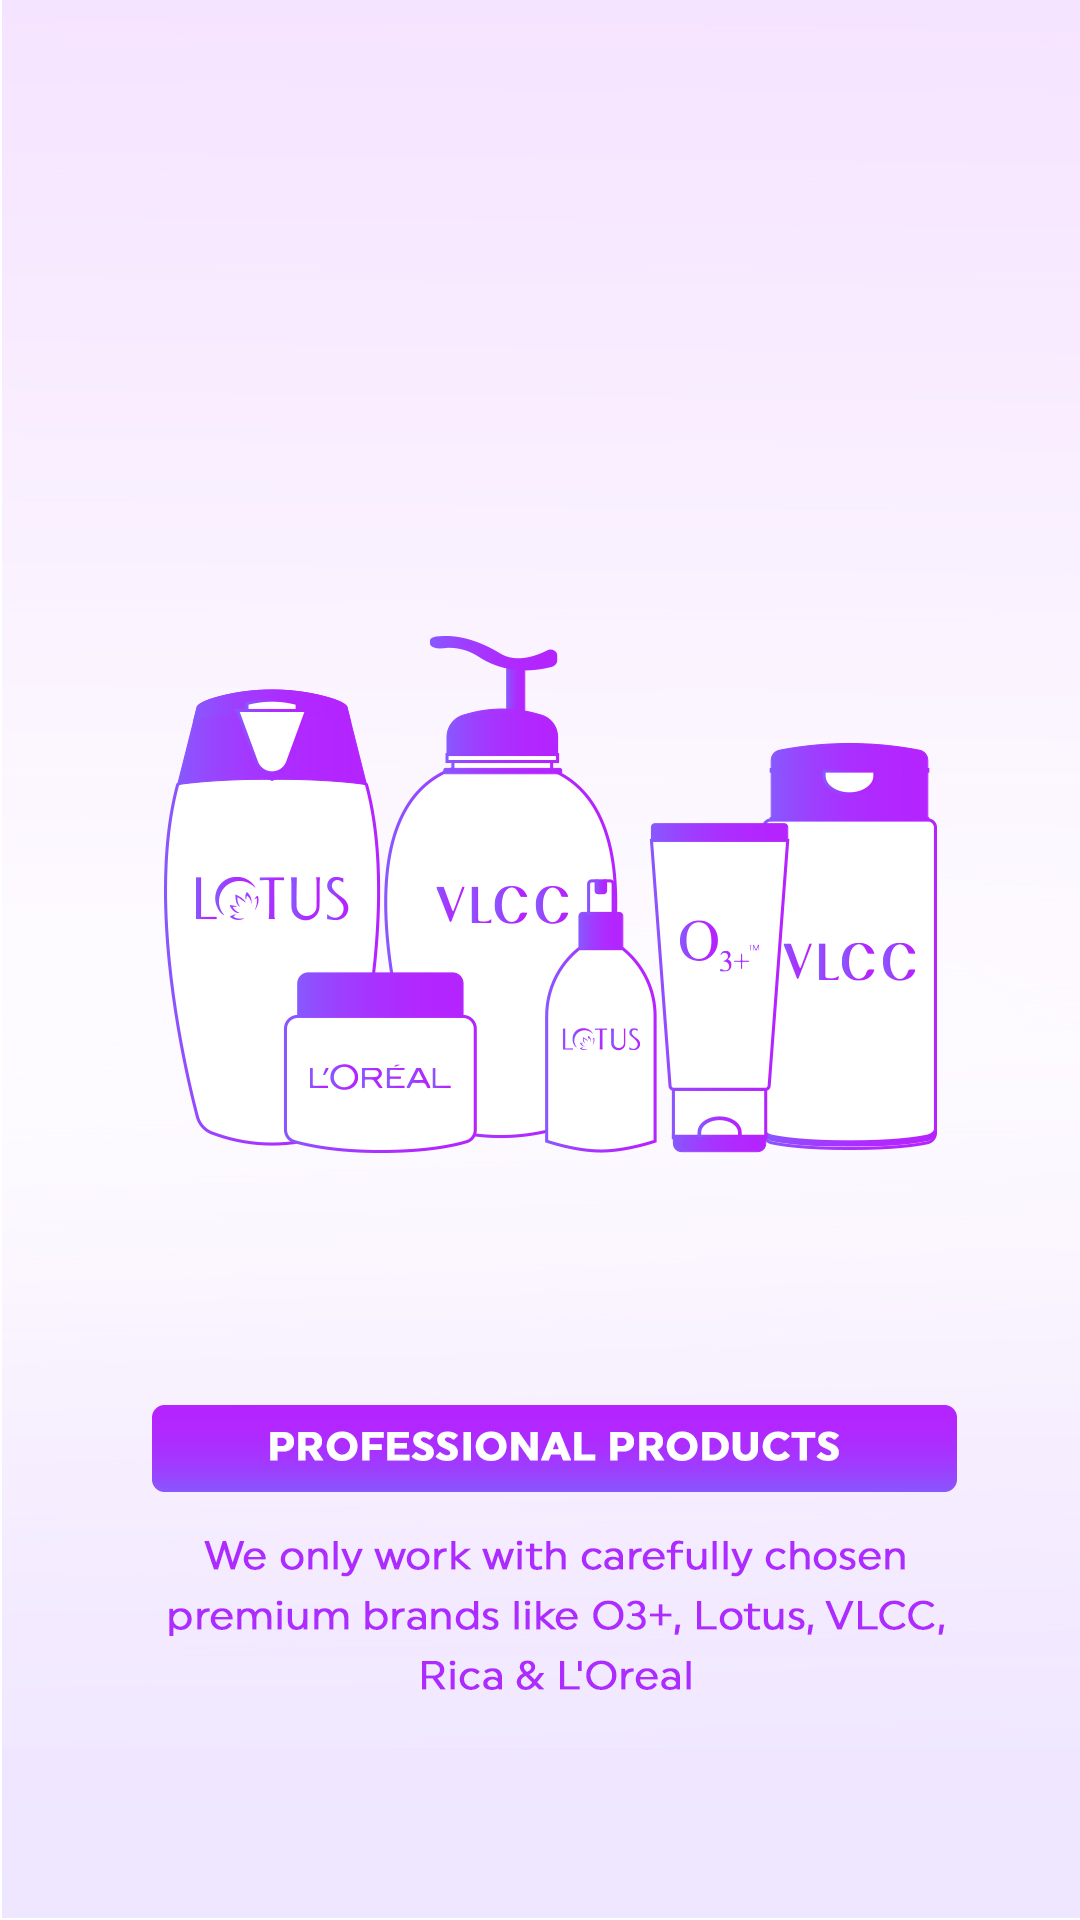 LOTUS
VLCC
O3+™
VLCC
LOTUS
L'ORÉAL
PROFESSIONAL PRODUCTS
We only work with carefully chosen
premium brands like O3+, Lotus, VLCC,
Rica & L'Oreal